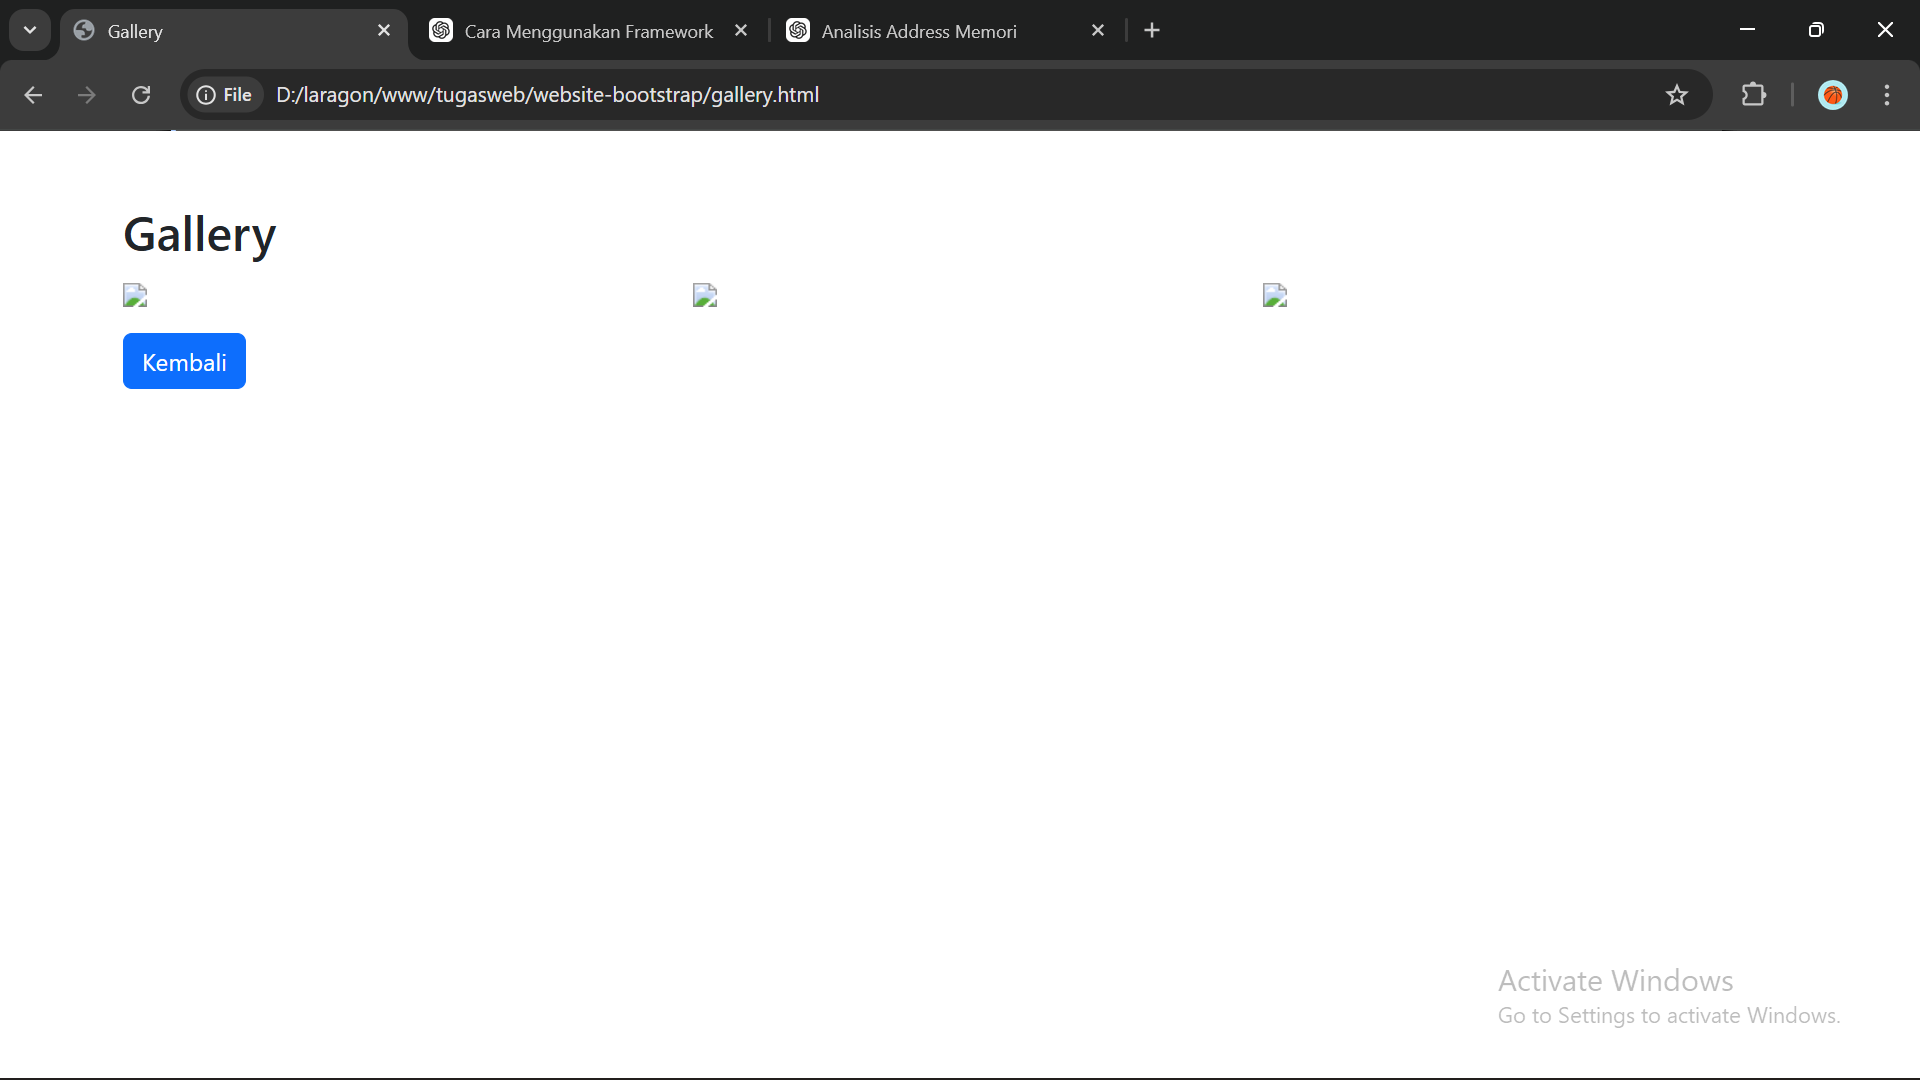 Gallery
Cara Menggunakan Framework
Analisis Address Memori
File
D:/laragon/www/tugasweb/website-bootstrap/gallery.html
Gallery
Kembali
Activate Windows
Go to Settings to activate Windows.